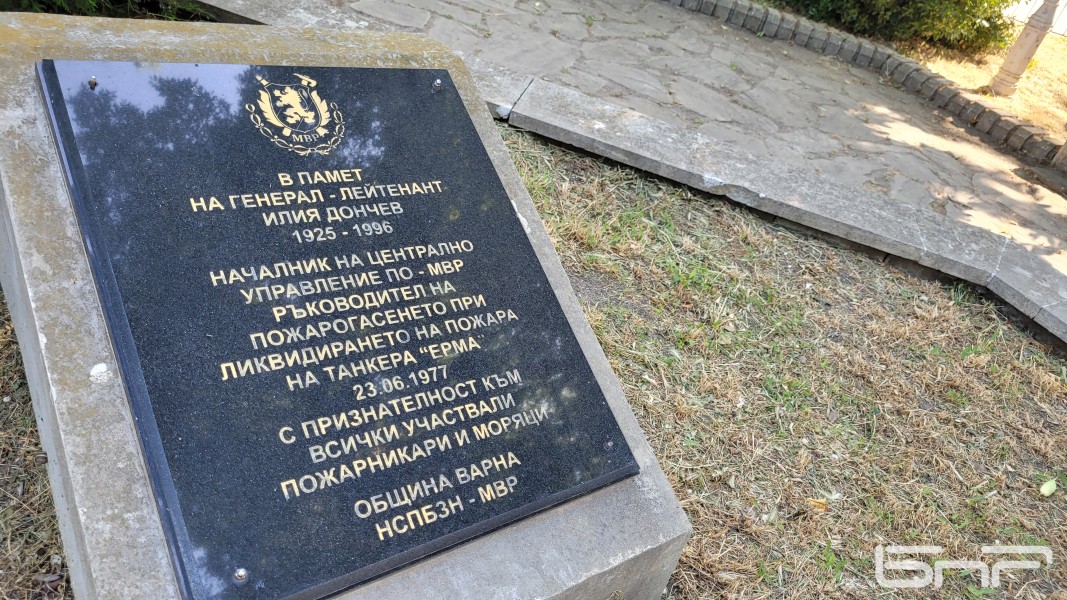 МВР
В ПАМЕТ
НА ГЕНЕРАЛ - ЛЕЙТЕНАНТ
ИЛИЯ ДОНЧЕВ
1925 - 1996
НАЧАЛНИК НА ЦЕНТРАЛНО
УПРАВЛЕНИЕ ПО - МВР
РЪКОВОДИТЕЛ НА
ПОЖАРОГАСЕНЕТО ПРИ
ЛИКВИДИРАНЕТО НА ПОЖАРА
НА ТАНКЕРА “ЕРМА”
23.06.1977
С ПРИЗНАТЕЛНОСТ КЪМ
ВСИЧКИ УЧАСТВАЛИ
ПОЖАРНИКАРИ И МОРЯЦИ
ОБЩИНА ВАРНА
НСПБЗН - МВР
БНР